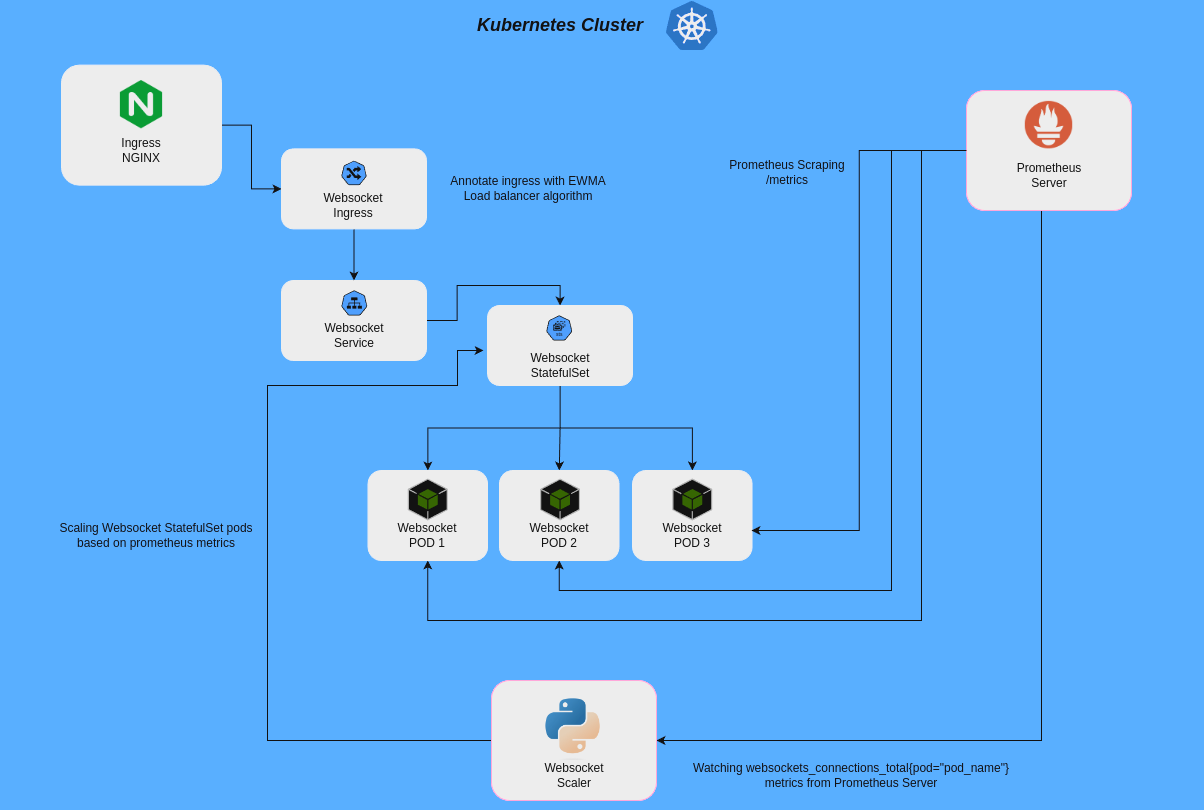 Kubernetes Cluster
Ingress
NGINX
Websocket
Ingress
Annotate ingress with EWMA
Load balancer algorithm
Prometheus Scraping
/metrics
Prometheus
Server
Websocket
Service
Websocket
StatefulSet
Websocket
POD 1
Websocket
POD 2
Websocket
POD 3
Scaling Websocket StatefulSet pods
based on prometheus metrics
Websocket
Scaler
Watching websockets_connections_total{pod="pod_name"}
metrics from Prometheus Server